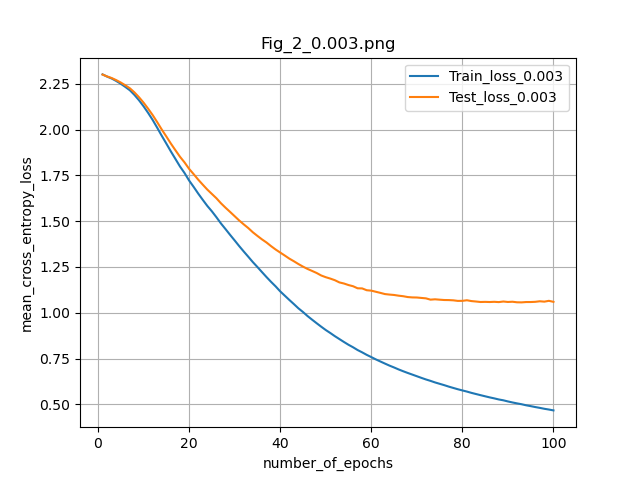 Fig_2_0.003.png
Train_loss_0.003
Test_loss_0.003
mean_cross_entropy_loss
2.25
2.00
1.75
1.50
1.25
1.00
0.75
0.50
0 20 40 60 80 100
number_of_epochs